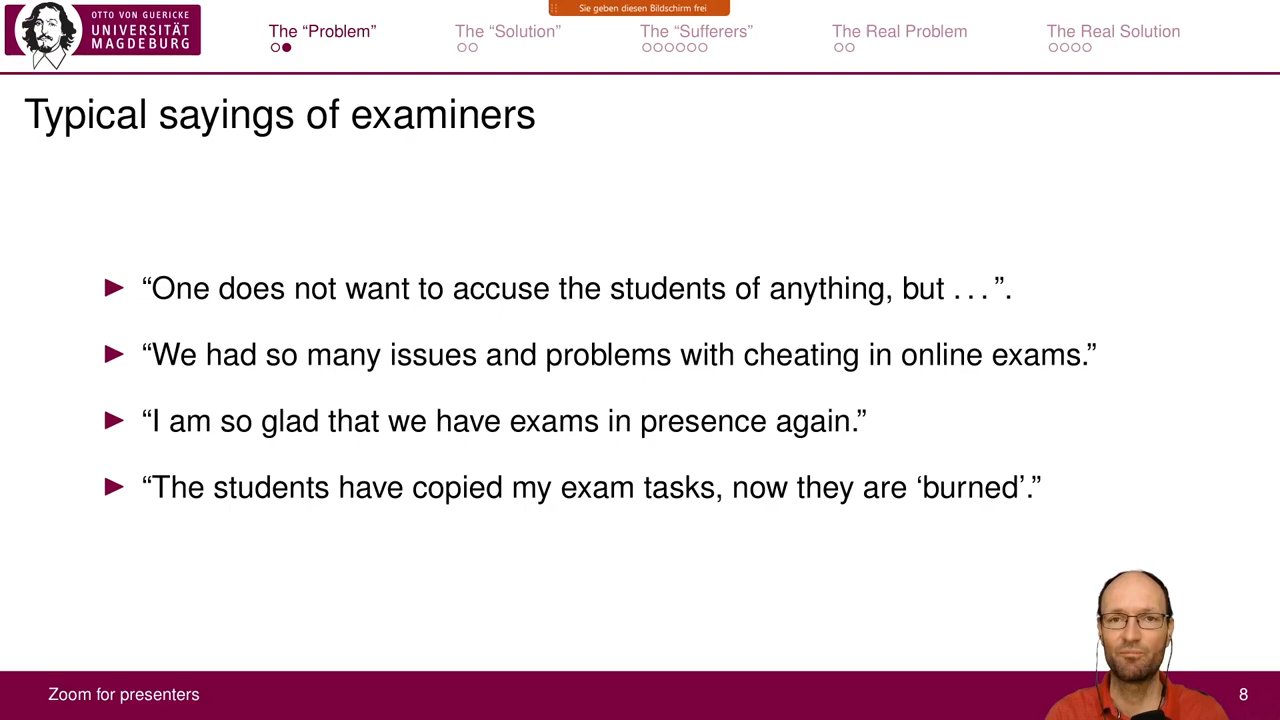 Sie geben diesen Bildschirm frei
OTTO VON GUERICKE
UNIVERSITÄT
MAGDEBURG
The “Problem”
The “Solution”
The “Sufferers”
The Real Problem
The Real Solution
Typical sayings of examiners
“One does not want to accuse the students of anything, but . . . ”.
“We had so many issues and problems with cheating in online exams.”
“I am so glad that we have exams in presence again.”
“The students have copied my exam tasks, now they are ‘burned’.”
Zoom for presenters
8